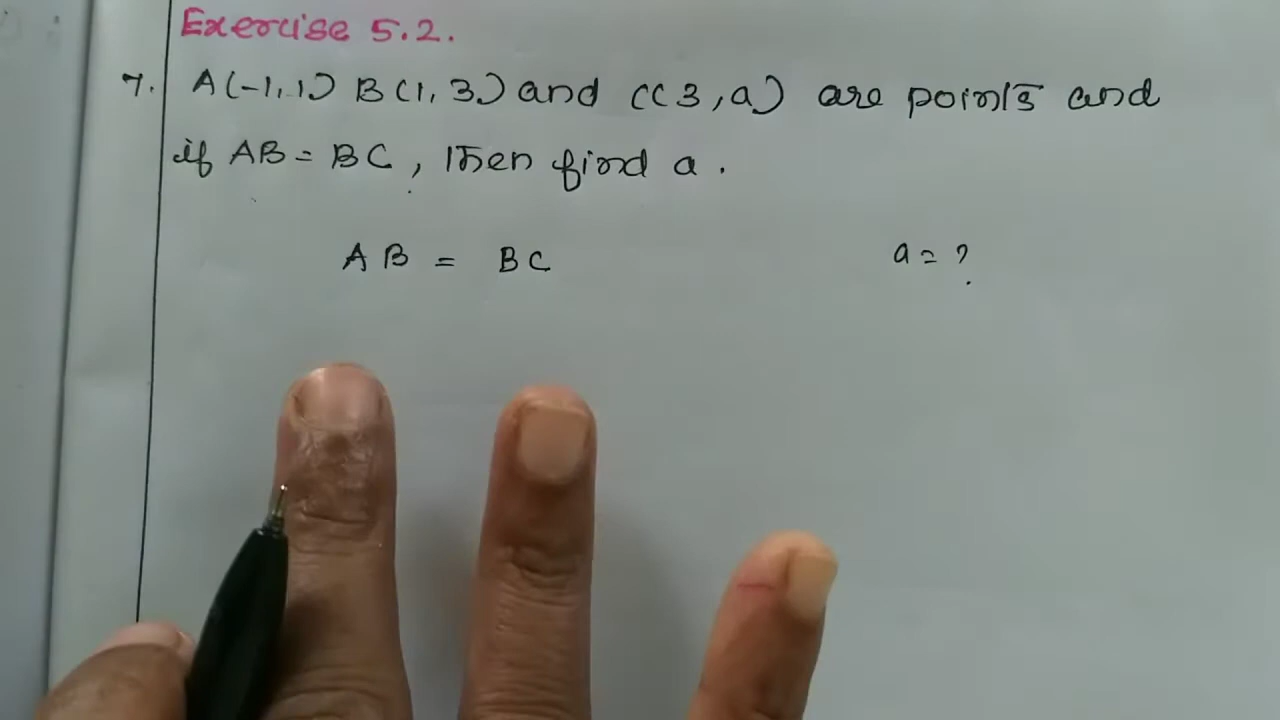 Exercise 5.2.
7. A(-1,1) B(1,3) and C(3,a) are points and
if AB = BC, then find a.
AB = BC a = ?